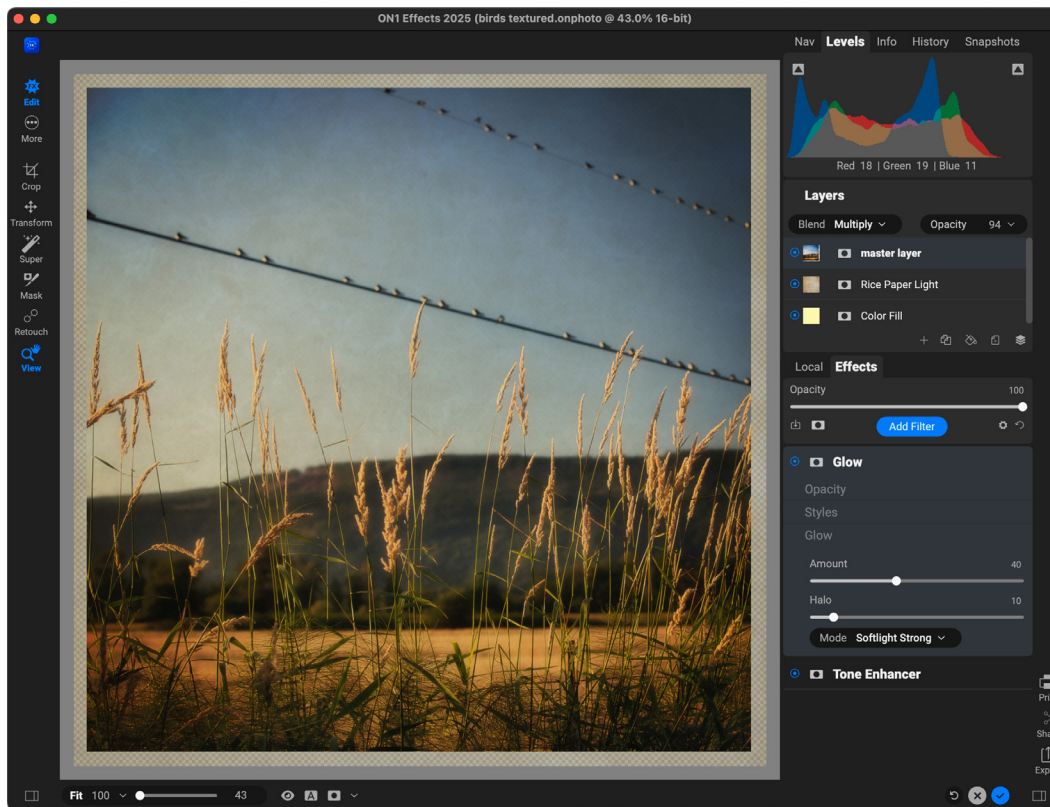 ON1 Effects 2025 (birds textured.onphoto @ 43.0% 16-bit)
Nav Levels Info History Snapshots
Edit
More
Crop
Transform
Super
Mask
Retouch
View
Red 18 | Green 19 | Blue 11
Layers
Blend Multiply Opacity 94
master layer
Rice Paper Light
Color Fill
Local Effects
Opacity 100
Add Filter
Glow
Opacity
Styles
Glow
Amount 40
Halo 10
Mode Softlight Strong
Tone Enhancer
Pri
Sha
Exp
Fit 100 43 A